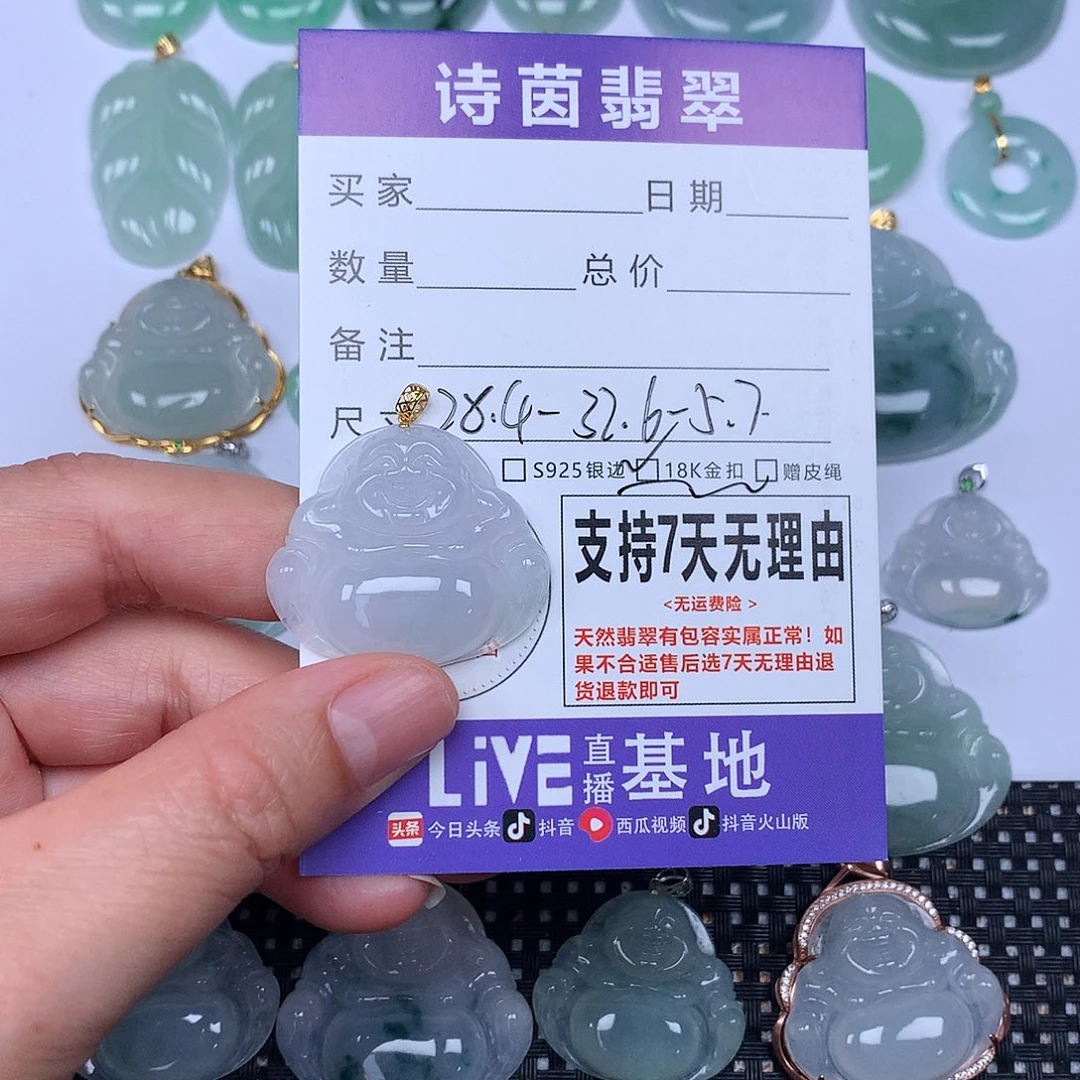 诗茵翡翠
买家 日期
数量 总价
备注
尺寸 28.4-32.6-5.7
S925银边 18K金扣 赠皮绳
支持7天无理由
<无运费险 >
天然翡翠有包容实属正常！如
果不合适售后选7天无理由退
货退款即可
LiVE直播基地
头条 今日头条 抖音 西瓜视频 抖音火山版